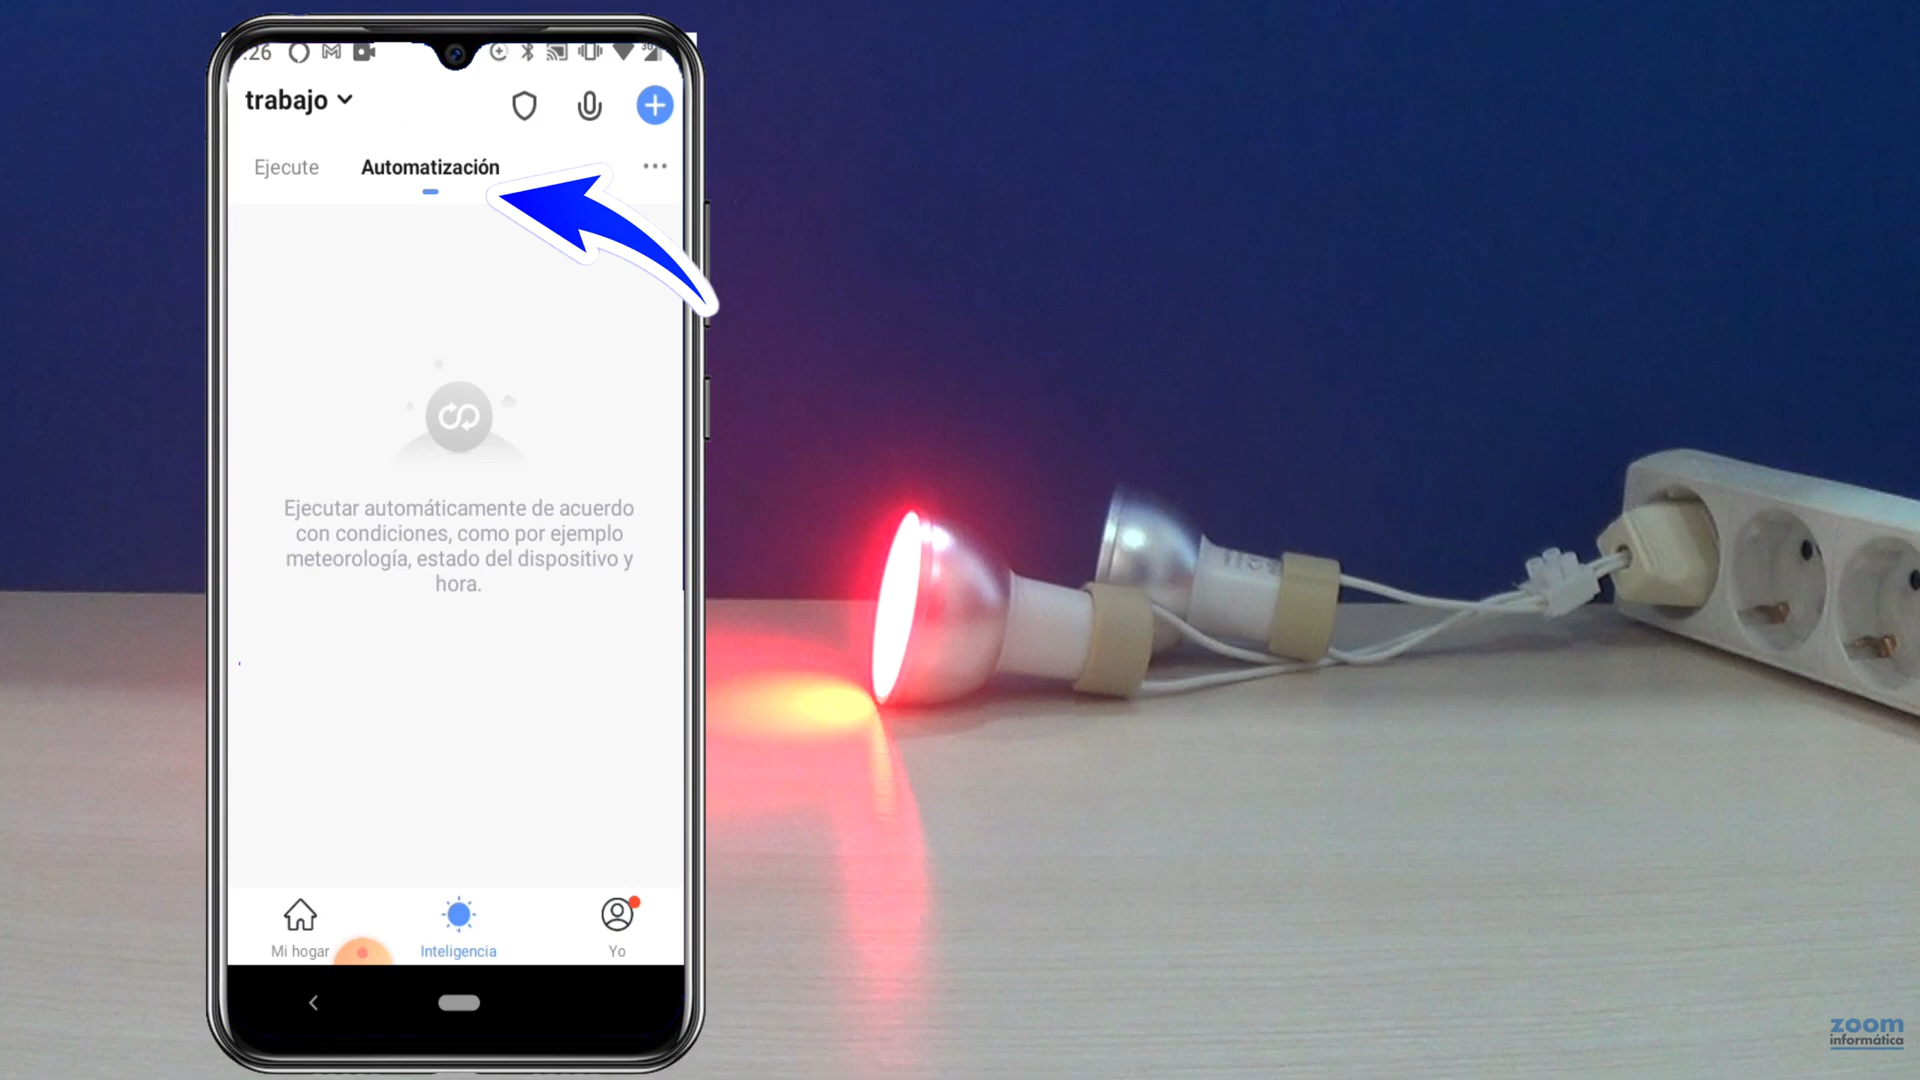 :26
trabajo
Ejecute Automatización
Ejecutar automáticamente de acuerdo
con condiciones, como por ejemplo
meteorología, estado del dispositivo y
hora.
Mi hogar Inteligencia Yo
zoom
informática